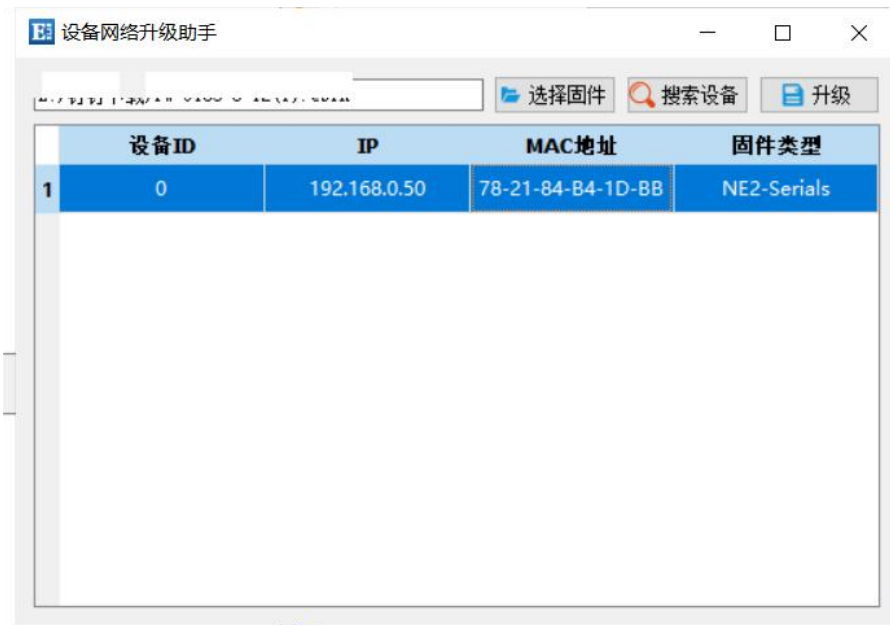 设备网络升级助手
选择固件 搜索设备 升级
设备ID IP MAC地址 固件类型
1 0 192.168.0.50 78-21-84-B4-1D-BB NE2-Serials